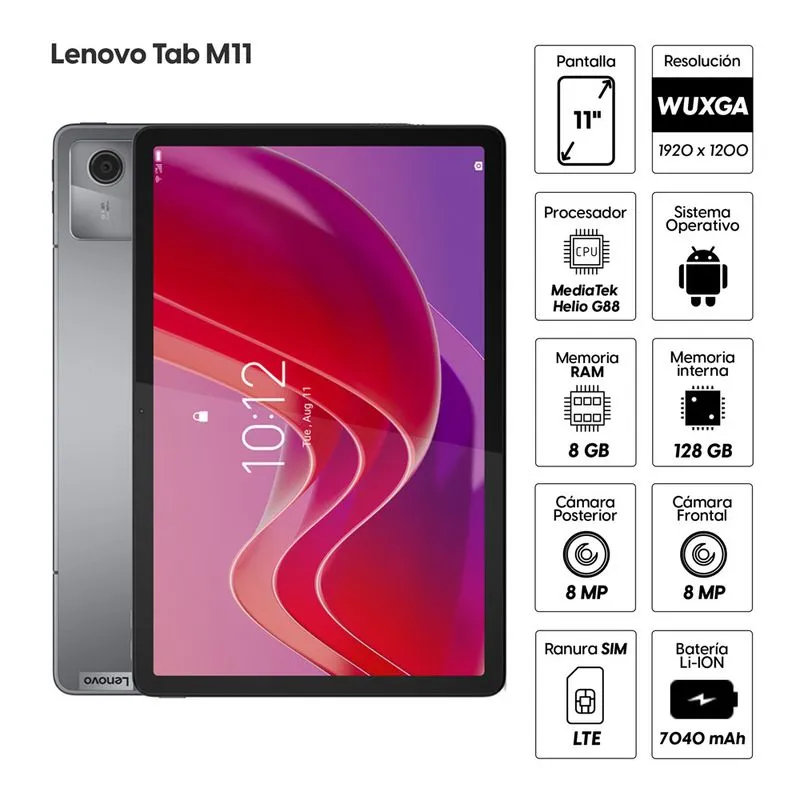 Lenovo Tab M11
Pantalla
11"
Resolución
WUXGA
1920 x 1200
Procesador
CPU
MediaTek
Helio G88
Sistema
Operativo
Memoria
RAM
8 GB
Memoria
interna
128 GB
Cámara
Posterior
8 MP
Cámara
Frontal
8 MP
Ranura SIM
LTE
Batería
Li-ION
7040 mAh
10:12
Tue, Aug 11
Lenovo